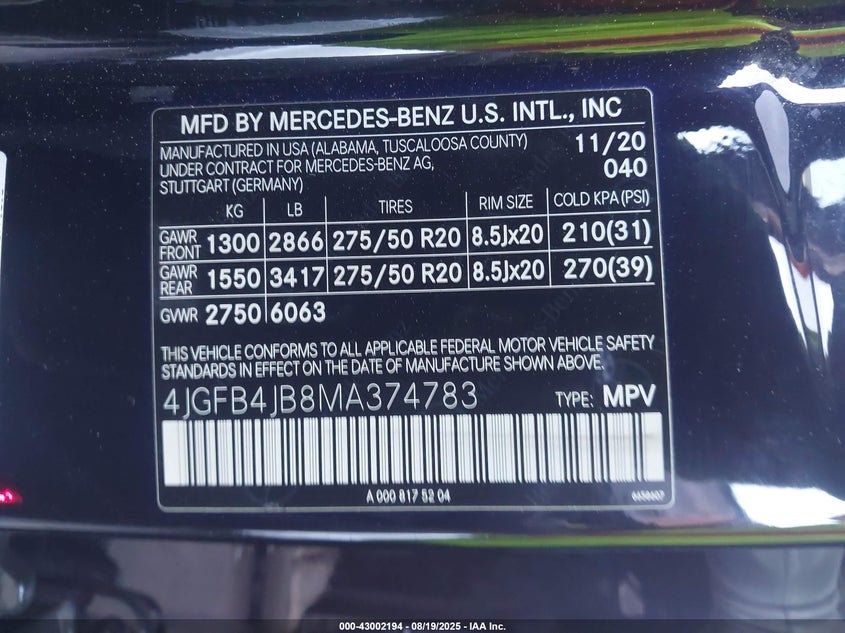 MFD BY MERCEDES-BENZ U.S. INTL., INC
MANUFACTURED IN USA (ALABAMA, TUSCALOOSA COUNTY) 11/20
UNDER CONTRACT FOR MERCEDES-BENZ AG, 040
STUTTGART (GERMANY)
KG LB TIRES RIM SIZE COLD KPA (PSI)
GAWR FRONT 1300 2866 275/50 R20 8.5Jx20 210(31)
GAWR REAR 1550 3417 275/50 R20 8.5Jx20 270(39)
GVWR 2750 6063
THIS VEHICLE CONFORMS TO ALL APPLICABLE FEDERAL MOTOR VEHICLE SAFETY
STANDARDS IN EFFECT ON THE DATE OF MANUFACTURE SHOWN ABOVE.
4JGFB4JB8MA374783 TYPE: MPV
A 000 817 52 04
000-43002194 - 08/19/2025 - IAA Inc.